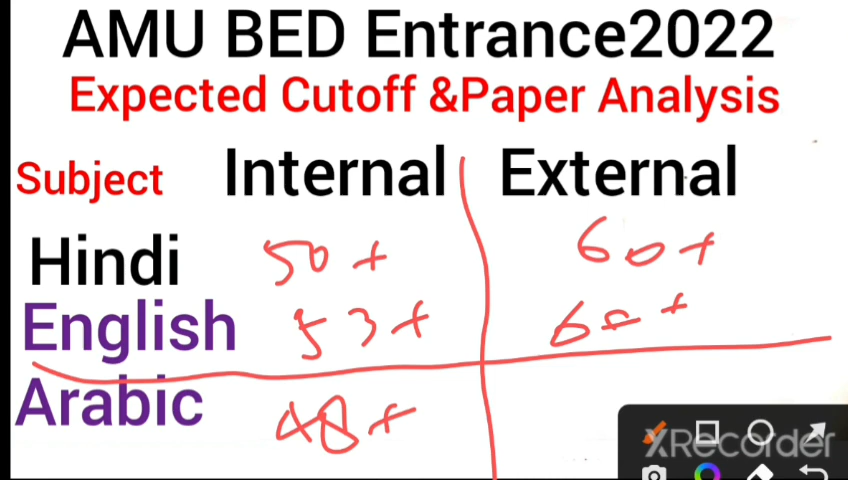 AMU BED Entrance2022
Expected Cutoff &Paper Analysis
Subject Internal External
Hindi 50+ 60+
English 53+ 60+
Arabic 48+
XRecorder